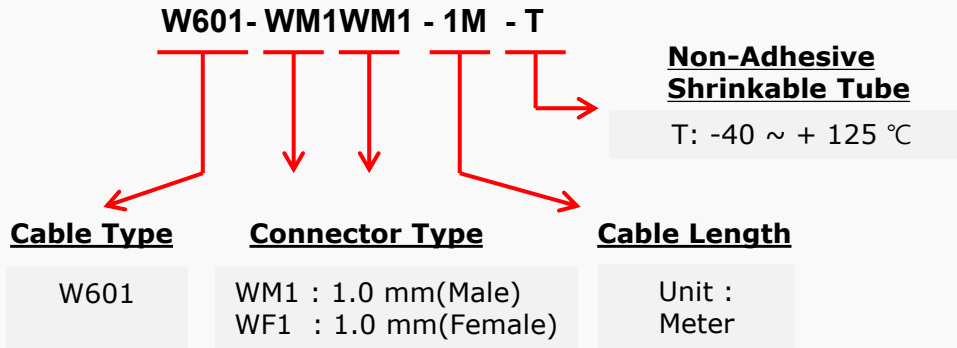 W601- WM1WM1 - 1M - T
Non-Adhesive
Shrinkable Tube
T: -40 ~ + 125 ℃
Cable Type
Connector Type
Cable Length
W601
WM1 : 1.0 mm(Male)
WF1 : 1.0 mm(Female)
Unit :
Meter